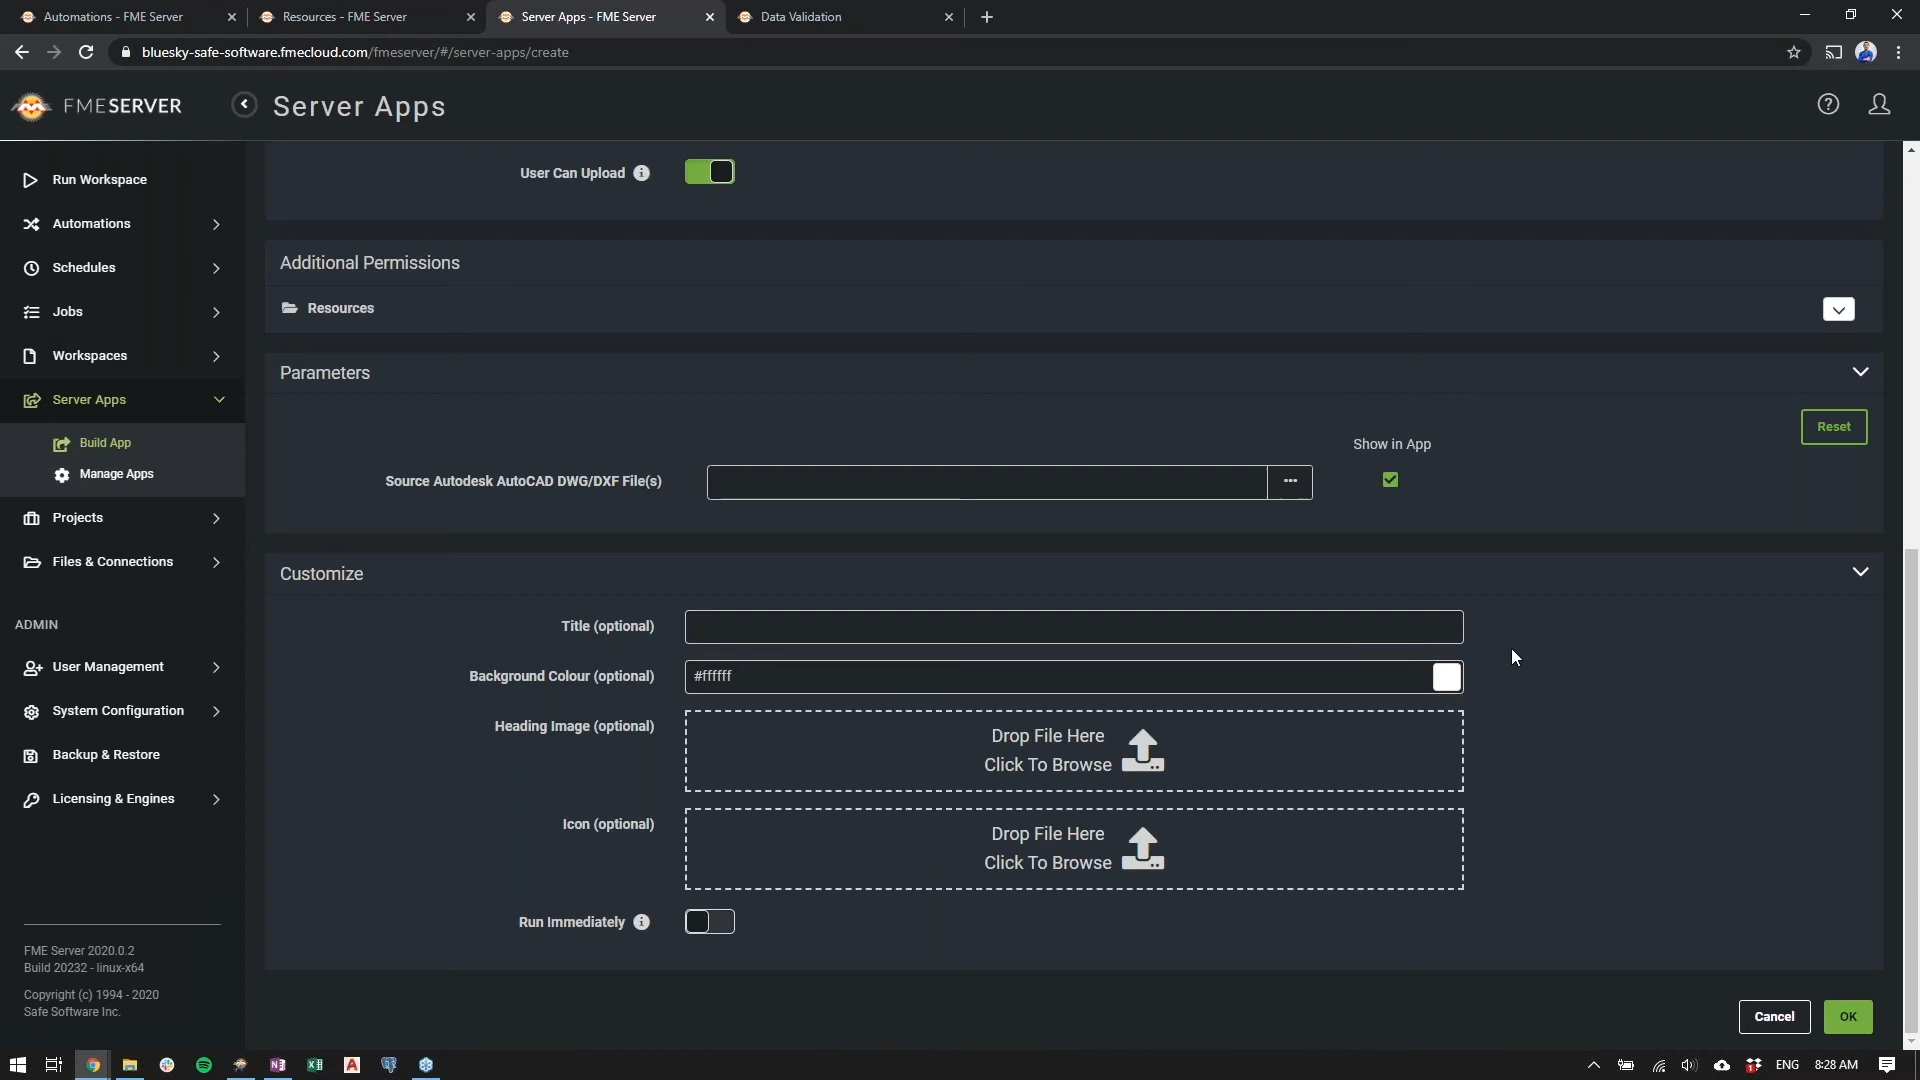 Automations - FME Server
Resources - FME Server
Server Apps - FME Server
Data Validation
bluesky-safe-software.fmecloud.com/fmeserver/#/server-apps/create
FMESERVER
Server Apps
Run Workspace
Automations
Schedules
Jobs
Workspaces
Server Apps
Build App
Manage Apps
Projects
Files & Connections
ADMIN
User Management
System Configuration
Backup & Restore
Licensing & Engines
FME Server 2020.0.2
Build 20232 - linux-x64
Copyright (c) 1994 - 2020
Safe Software Inc.
User Can Upload
Additional Permissions
Resources
Parameters
Reset
Show in App
Source Autodesk AutoCAD DWG/DXF File(s)
...
Customize
Title (optional)
Background Colour (optional)
#ffffff
Heading Image (optional)
Drop File Here
Click To Browse
Icon (optional)
Drop File Here
Click To Browse
Run Immediately
Cancel
OK
ENG
8:28 AM